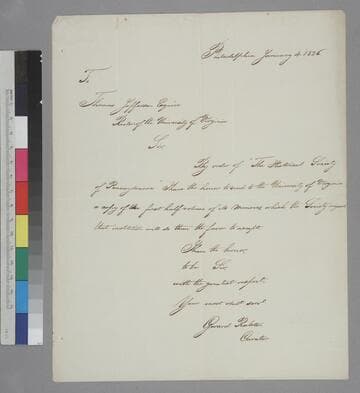 Philadelphia January 4. 1826
To
Thomas Jefferson Esquire
Rector of the University of Virginia
Sir
By order of "The Historical Society
of Pennsylvania" I have the honor to send to the University of Virginia
a copy of the first half volume of its Memoirs, which the Society request
that institution will do them the favor to accept.
I have the honor,
to be Sir,
with the greatest respect
Your most obdt servt
Gerard Ralston
Curator